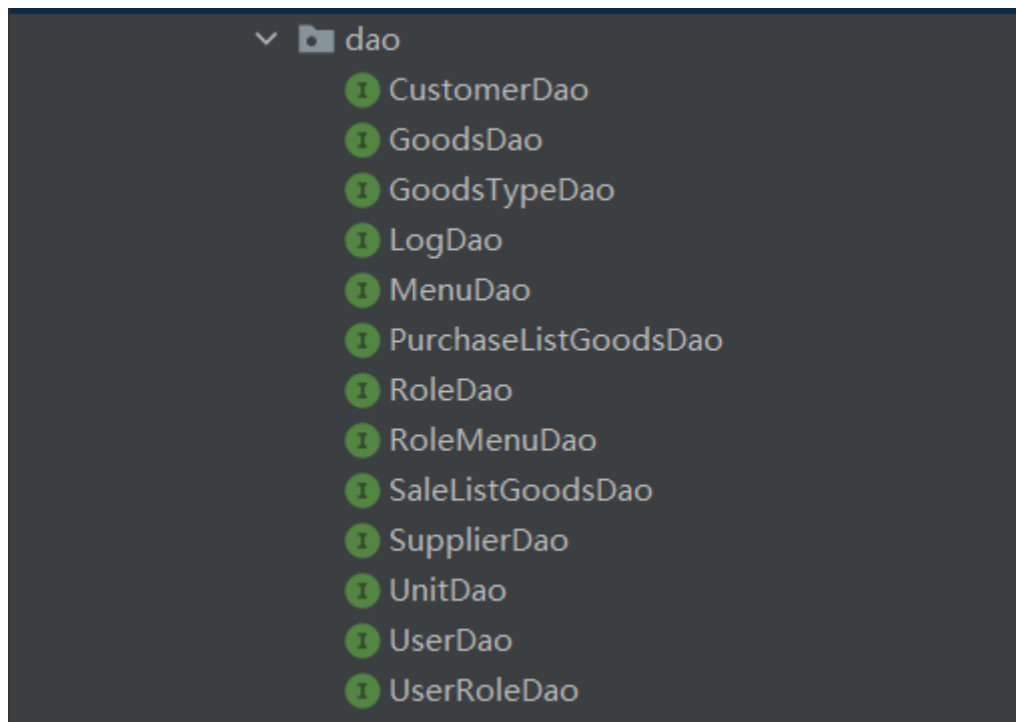 dao
CustomerDao
GoodsDao
GoodsTypeDao
LogDao
MenuDao
PurchaseListGoodsDao
RoleDao
RoleMenuDao
SaleListGoodsDao
SupplierDao
UnitDao
UserDao
UserRoleDao